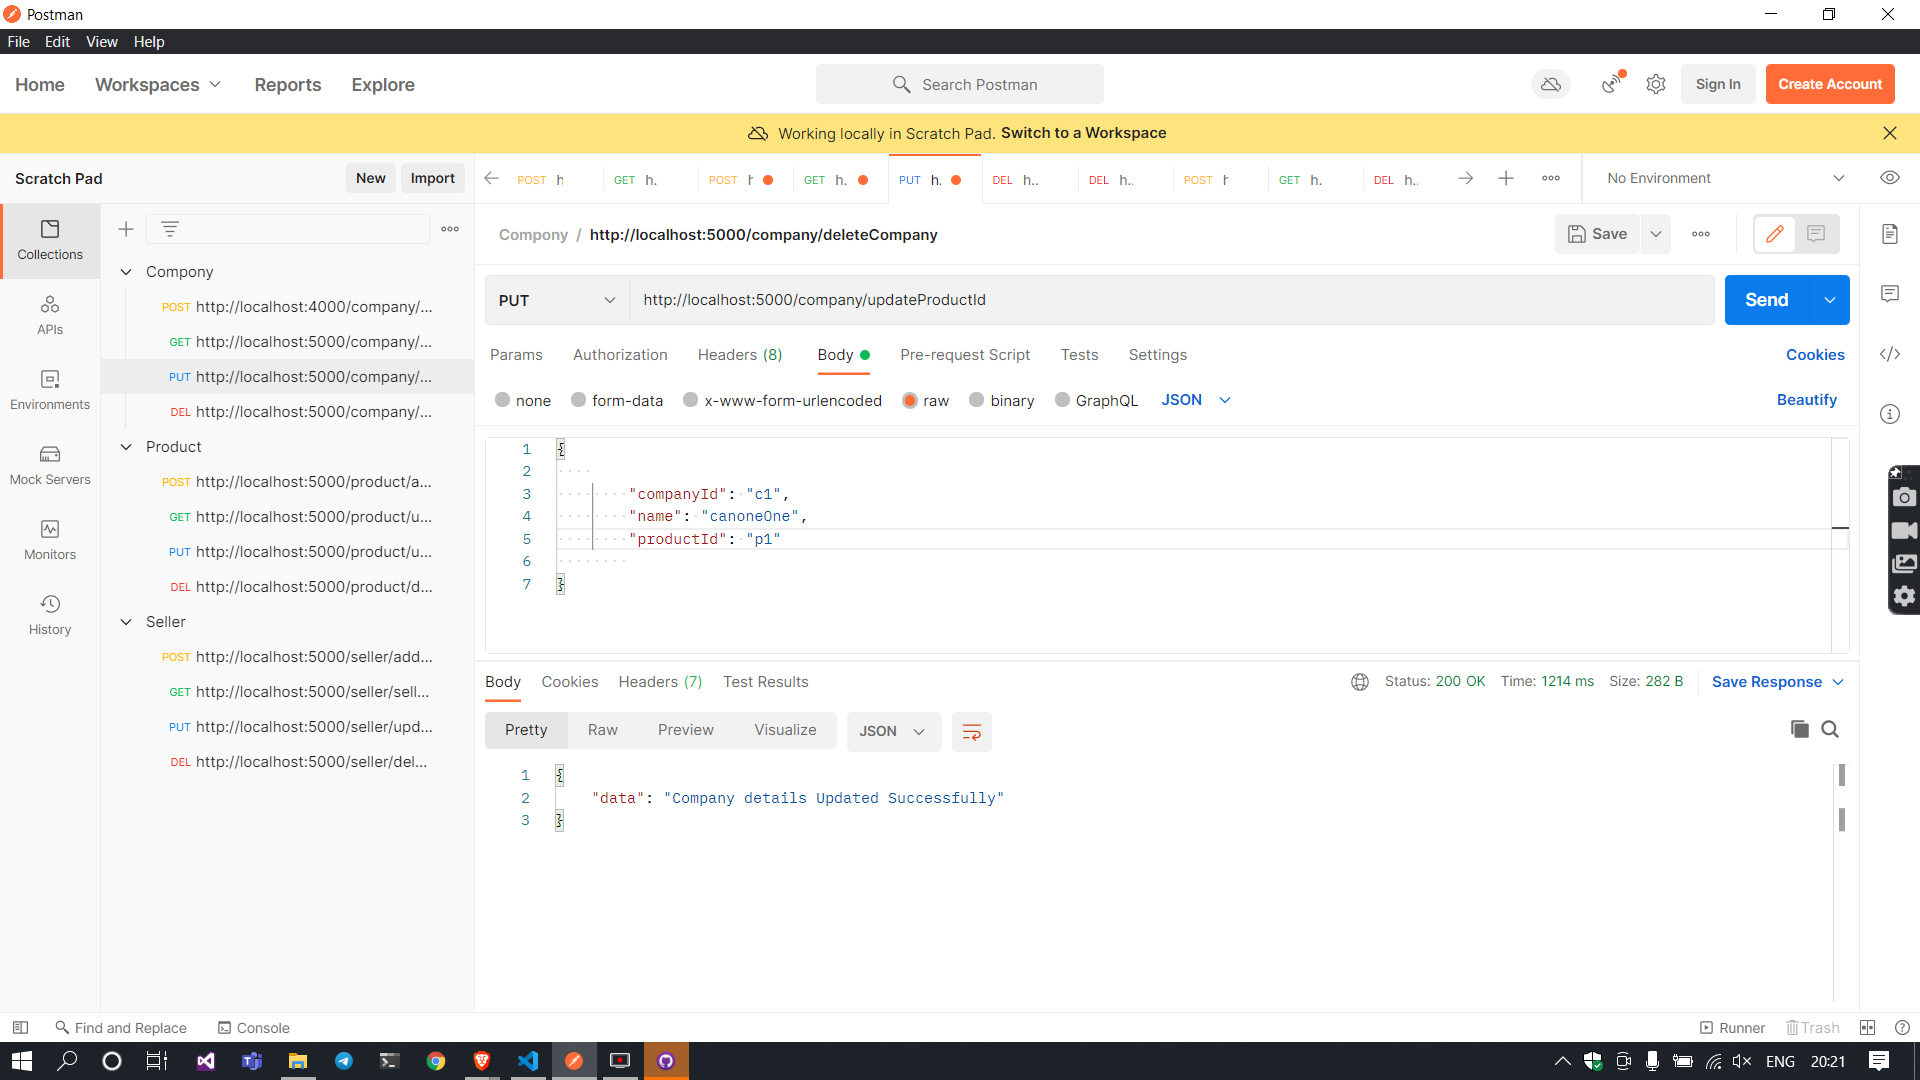 Postman
File Edit View Help
Home Workspaces Reports Explore
Search Postman
Sign In
Create Account
Working locally in Scratch Pad. Switch to a Workspace
Scratch Pad
New
Import
POST h
GET h.
POST h
GET h.
PUT h.
DEL h..
DEL h..
POST h
GET h.
DEL h..
No Environment
Collections
APIs
Environments
Mock Servers
Monitors
History
Compony
POST http://localhost:4000/company/...
GET http://localhost:5000/company/...
PUT http://localhost:5000/company/...
DEL http://localhost:5000/company/...
Product
POST http://localhost:5000/product/a...
GET http://localhost:5000/product/u...
PUT http://localhost:5000/product/u...
DEL http://localhost:5000/product/d...
Seller
POST http://localhost:5000/seller/add...
GET http://localhost:5000/seller/sell...
PUT http://localhost:5000/seller/upd...
DEL http://localhost:5000/seller/del...
Compony / http://localhost:5000/company/deleteCompany
Save
PUT
http://localhost:5000/company/updateProductId
Send
Params Authorization Headers (8) Body Pre-request Script Tests Settings
Cookies
none form-data x-www-form-urlencoded raw binary GraphQL JSON
Beautify
1 {
2
3 "companyId": "c1",
4 "name": "canoneOne",
5 "productId": "p1"
6
7 }
Body Cookies Headers (7) Test Results
Status: 200 OK Time: 1214 ms Size: 282 B
Save Response
Pretty Raw Preview Visualize JSON
1 {
2 "data": "Company details Updated Successfully"
3 }
Find and Replace
Console
Runner
Trash
ENG
20:21